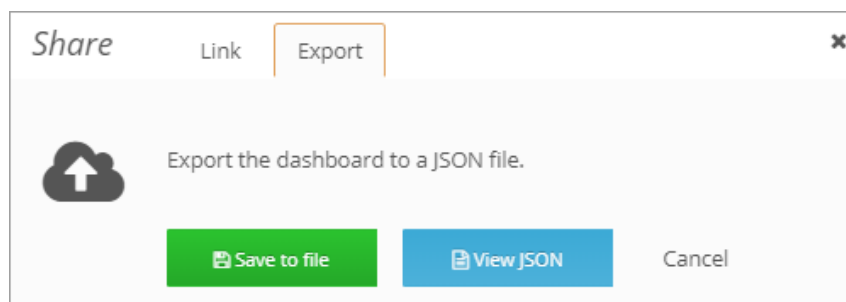 Share Link Export
Export the dashboard to a JSON file.
Save to file View JSON Cancel